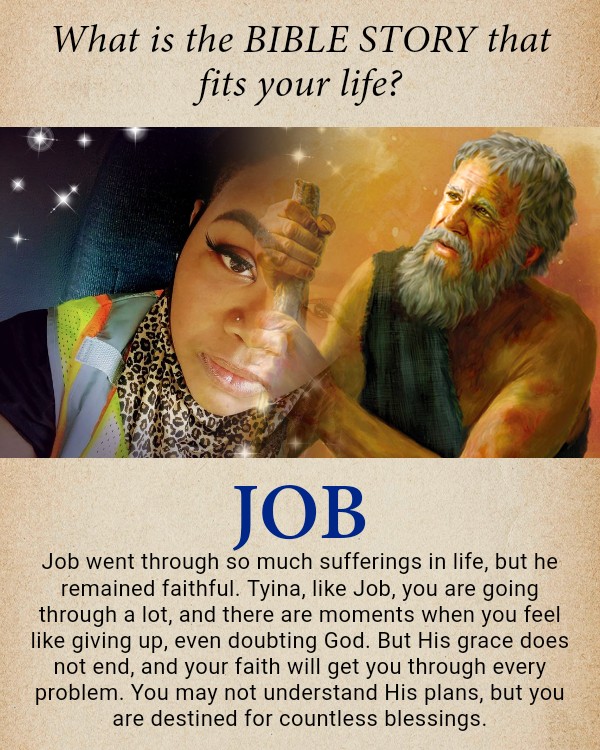 What is the BIBLE STORY that
fits your life?
JOB
Job went through so much sufferings in life, but he
remained faithful. Tyina, like Job, you are going
through a lot, and there are moments when you feel
like giving up, even doubting God. But His grace does
not end, and your faith will get you through every
problem. You may not understand His plans, but you
are destined for countless blessings.